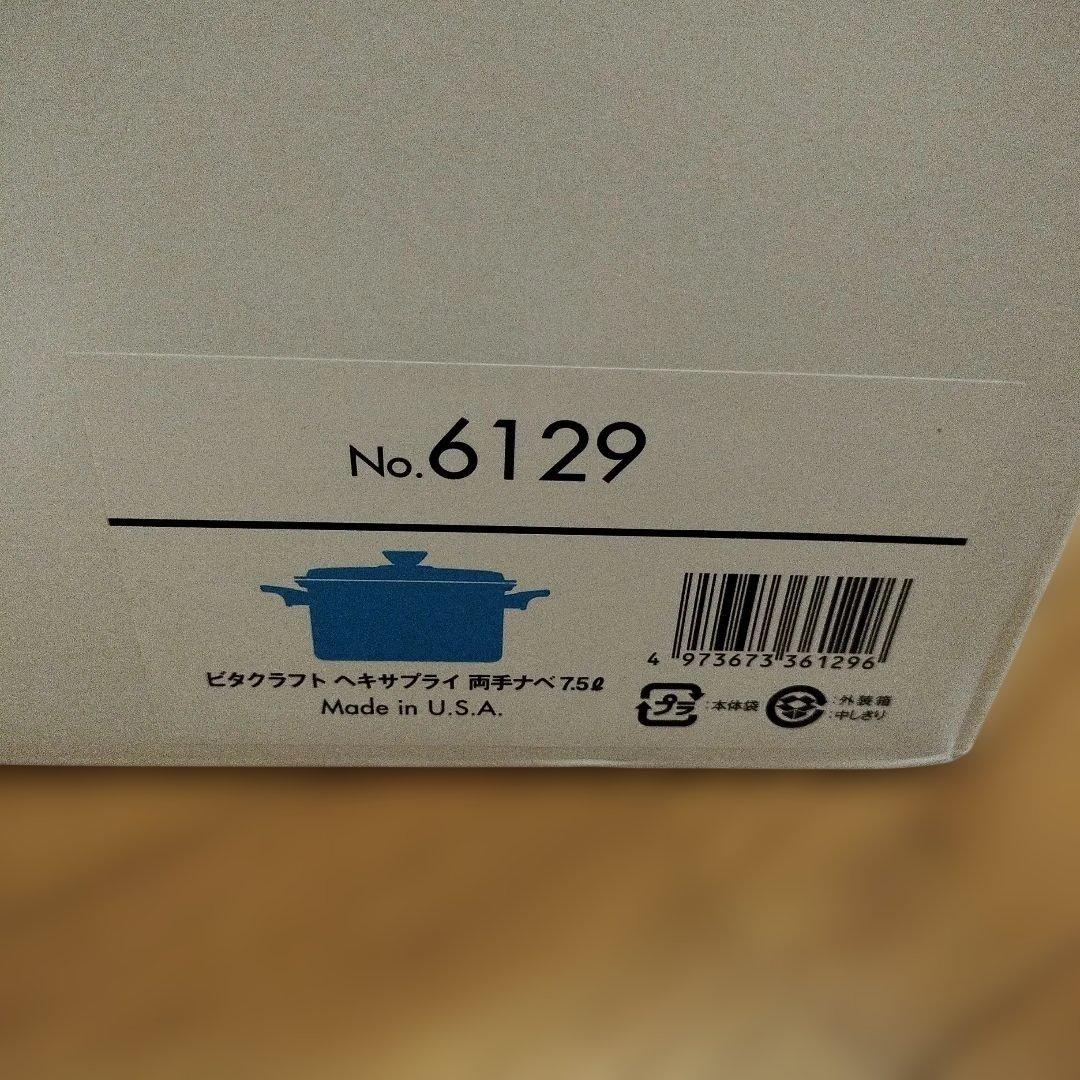 No.6129
ビタクラフト ヘキサプライ 両手ナベ 7.5ℓ
Made in U.S.A.
4 973673 361296
プラ :本体袋
:外装箱
:中しきり